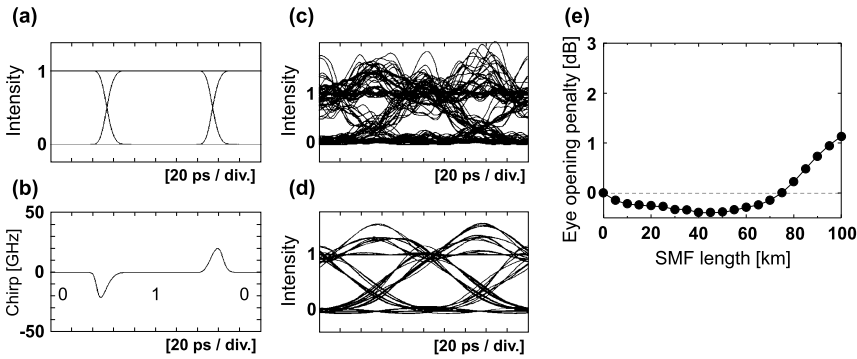 (a)
Intensity
1
0
[20 ps / div.]
(b)
Chirp [GHz]
50
0
-50
0 1 0
[20 ps / div.]
(c)
Intensity
1
0
[20 ps / div.]
(d)
Intensity
1
0
[20 ps / div.]
(e)
Eye opening penalty [dB]
3
2
1
0
0 20 40 60 80 100
SMF length [km]